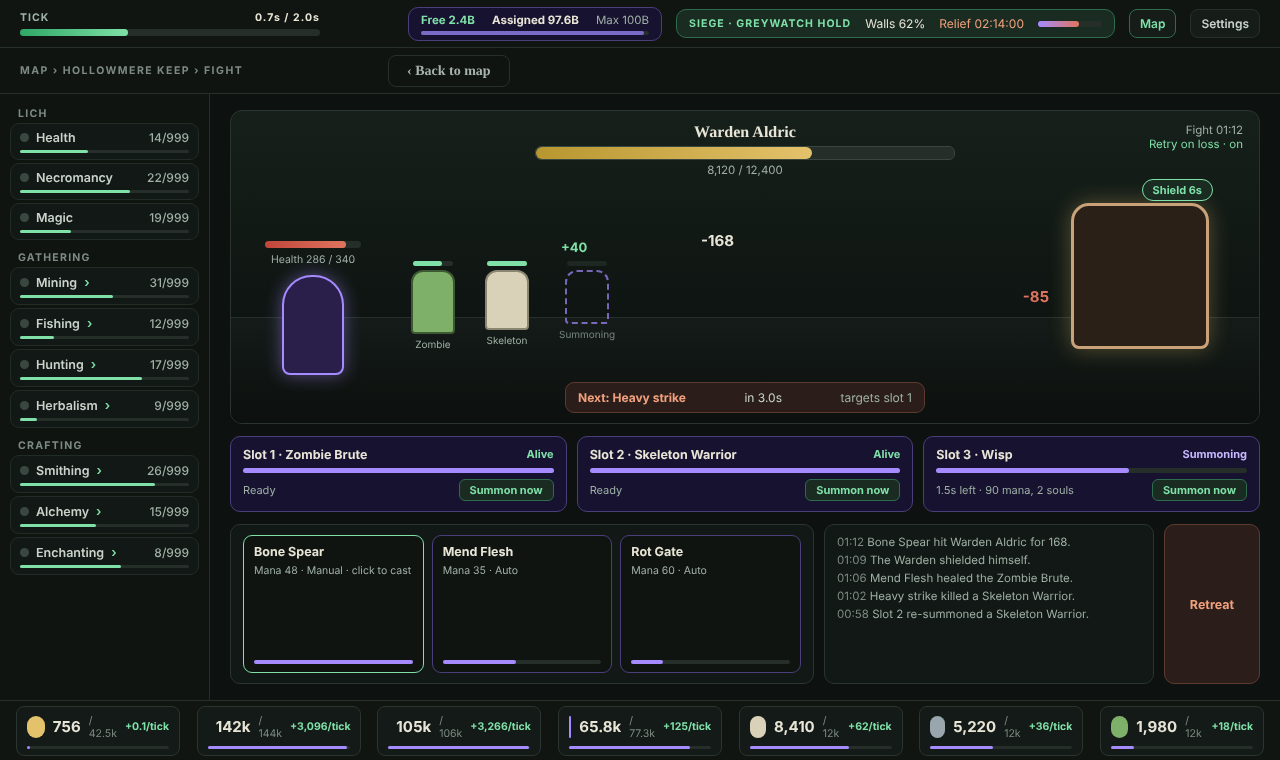 TICK
0.7s / 2.0s
Free 2.4B Assigned 97.6B Max 100B
SIEGE · GREYWATCH HOLD Walls 62% Relief 02:14:00
Map
Settings
MAP › HOLLOWMERE KEEP › FIGHT
‹ Back to map
LICH
Health 14/999
Necromancy 22/999
Magic 19/999
GATHERING
Mining › 31/999
Fishing › 12/999
Hunting › 17/999
Herbalism › 9/999
CRAFTING
Smithing › 26/999
Alchemy › 15/999
Enchanting › 8/999
Warden Aldric
8,120 / 12,400
Fight 01:12
Retry on loss · on
Shield 6s
Health 286 / 340
+40
-168
-85
Zombie
Skeleton
Summoning
Next: Heavy strike in 3.0s targets slot 1
Slot 1 · Zombie Brute Alive
Ready Summon now
Slot 2 · Skeleton Warrior Alive
Ready Summon now
Slot 3 · Wisp Summoning
1.5s left · 90 mana, 2 souls Summon now
Bone Spear
Mana 48 · Manual · click to cast
Mend Flesh
Mana 35 · Auto
Rot Gate
Mana 60 · Auto
01:12 Bone Spear hit Warden Aldric for 168.
01:09 The Warden shielded himself.
01:06 Mend Flesh healed the Zombie Brute.
01:02 Heavy strike killed a Skeleton Warrior.
00:58 Slot 2 re-summoned a Skeleton Warrior.
Retreat
756 / 42.5k +0.1/tick
142k / 144k +3,096/tick
105k / 106k +3,266/tick
65.8k / 77.3k +125/tick
8,410 / 12k +62/tick
5,220 / 12k +36/tick
1,980 / 12k +18/tick